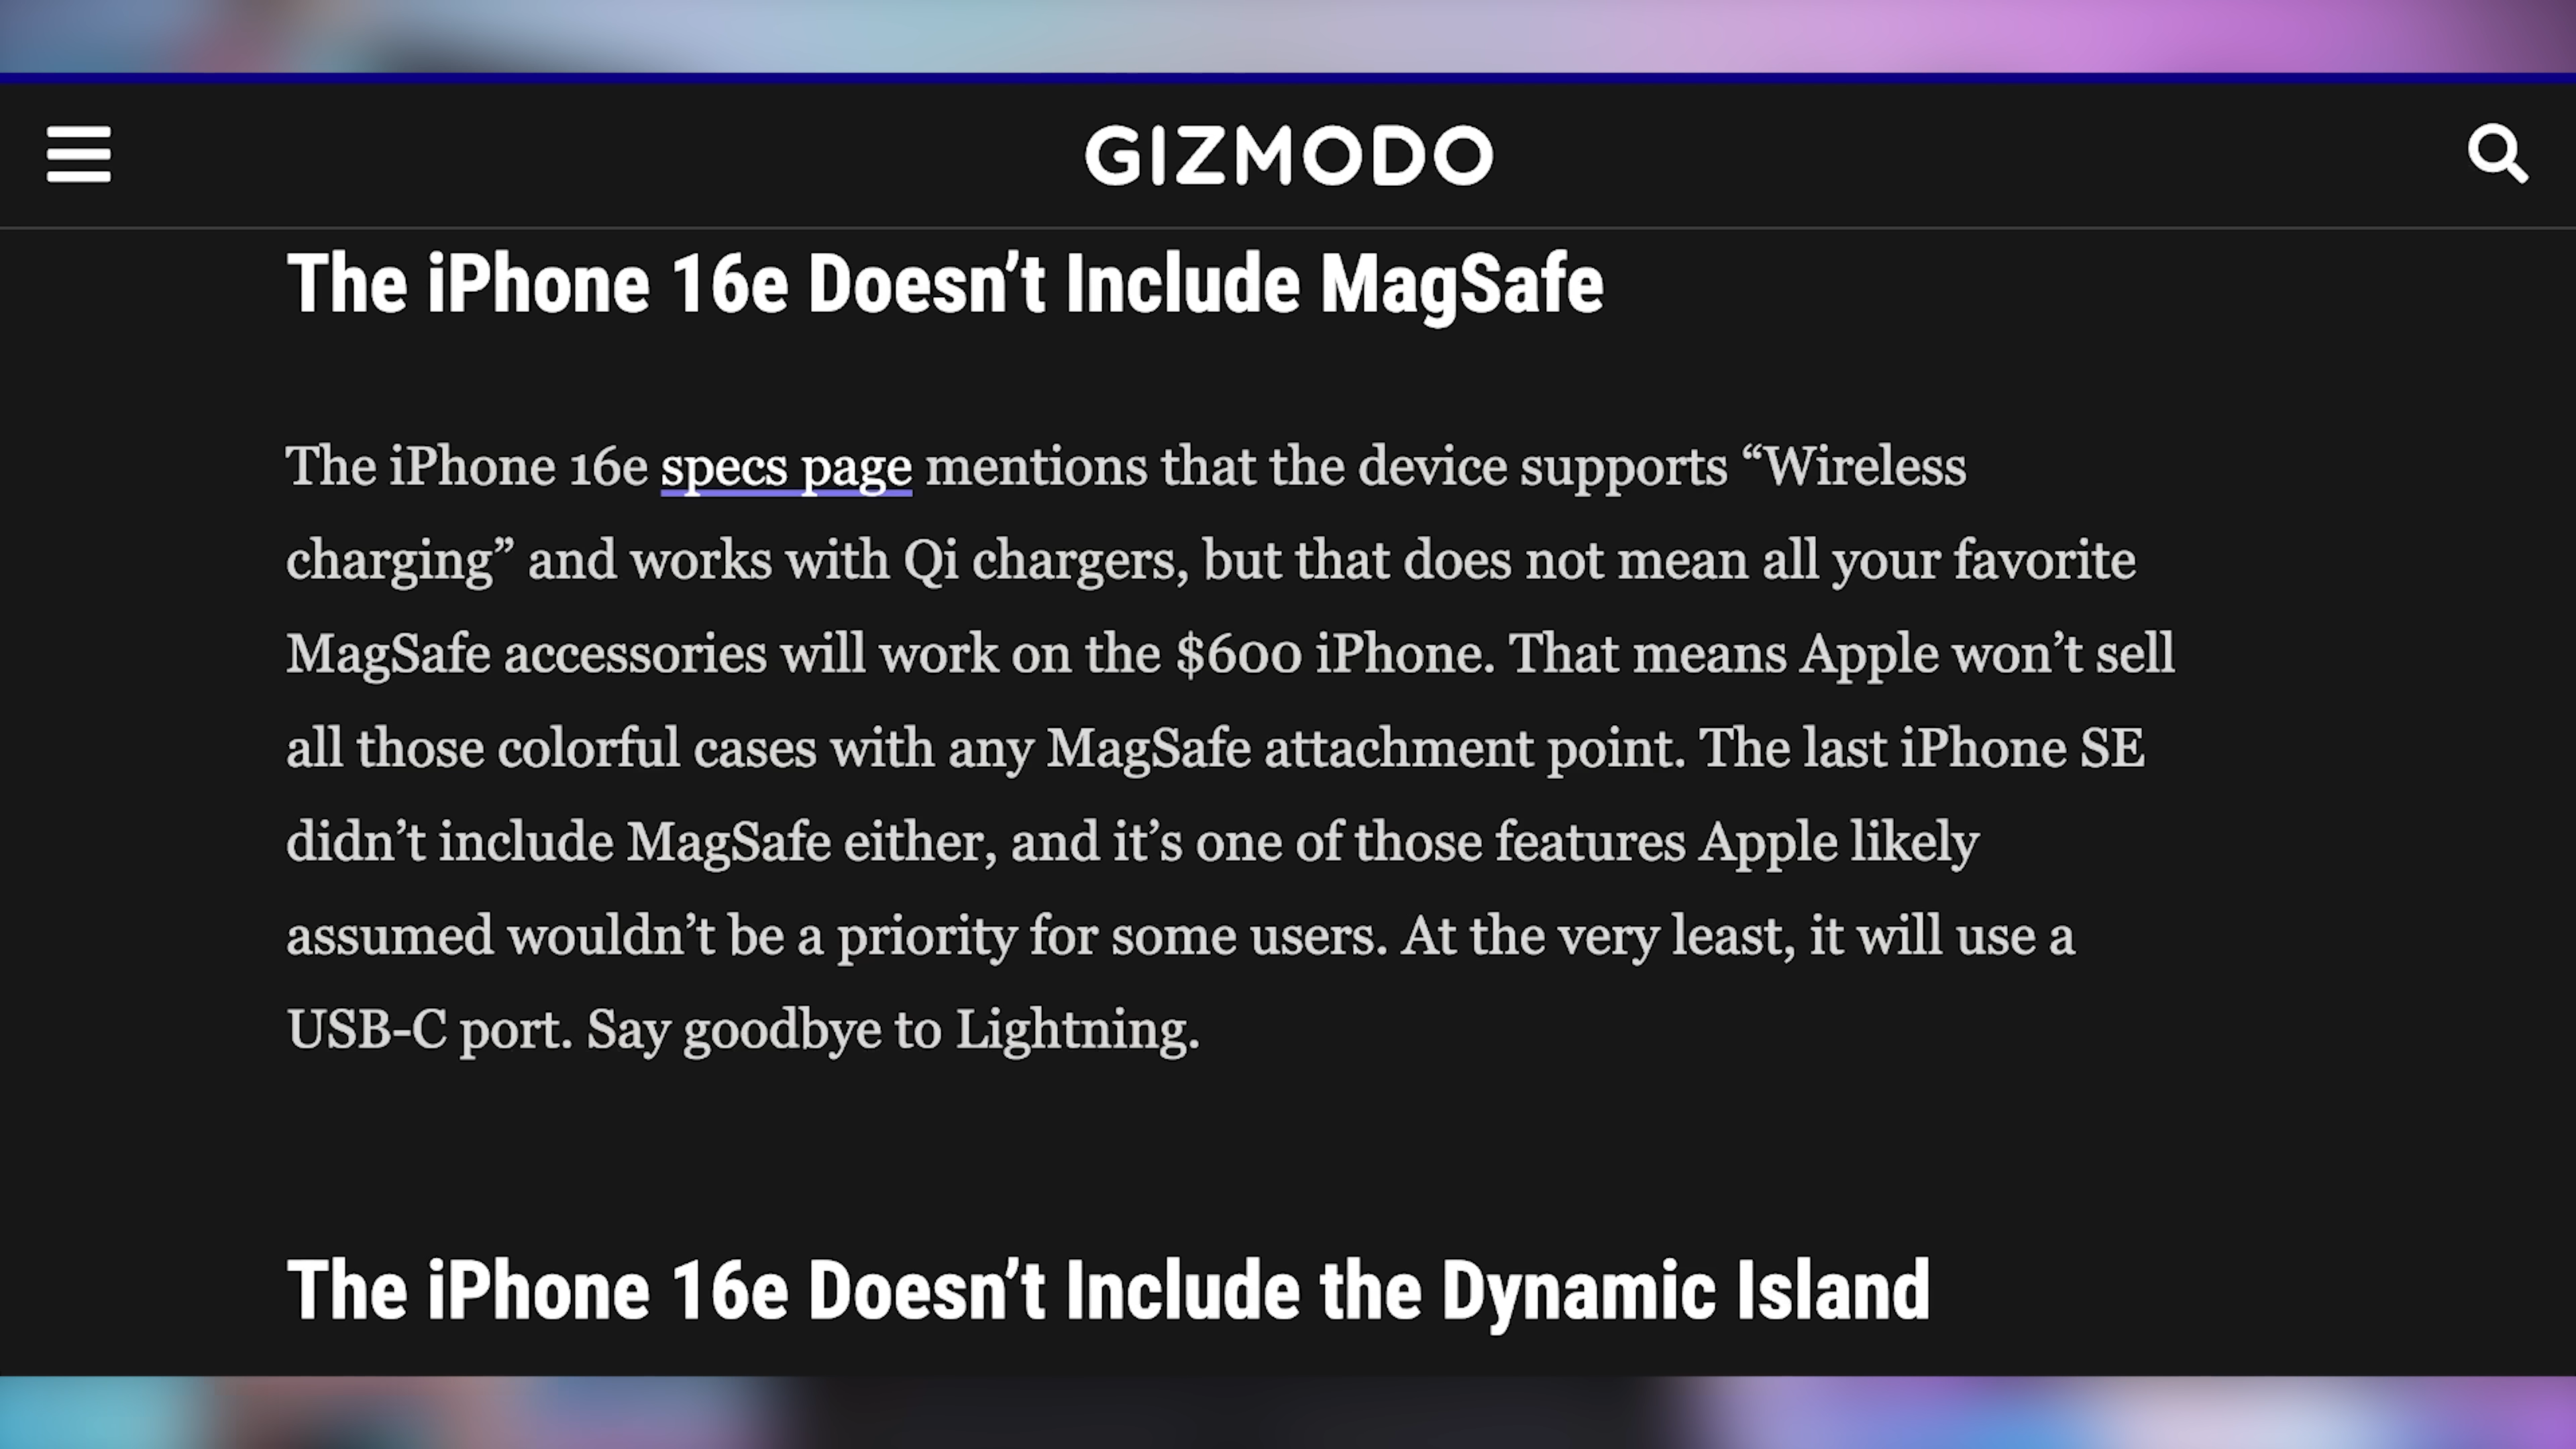 GIZMODO
The iPhone 16e Doesn’t Include MagSafe
The iPhone 16e specs page mentions that the device supports “Wireless
charging” and works with Qi chargers, but that does not mean all your favorite
MagSafe accessories will work on the $600 iPhone. That means Apple won’t sell
all those colorful cases with any MagSafe attachment point. The last iPhone SE
didn’t include MagSafe either, and it’s one of those features Apple likely
assumed wouldn’t be a priority for some users. At the very least, it will use a
USB-C port. Say goodbye to Lightning.
The iPhone 16e Doesn’t Include the Dynamic Island